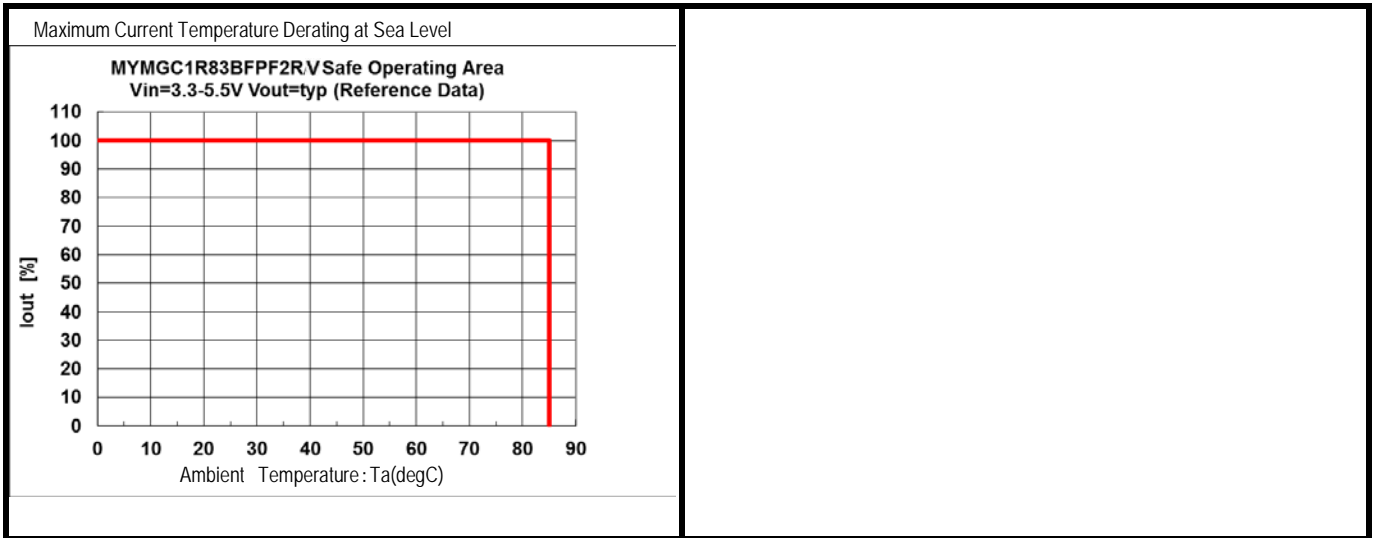 Maximum Current Temperature Derating at Sea Level
MYMGC1R83BFPF2R/V Safe Operating Area
Vin=3.3-5.5V Vout=typ (Reference Data)
110
100
90
80
70
60
50
40
30
20
10
0
Iout [%]
0 10 20 30 40 50 60 70 80 90
Ambient Temperature : Ta(degC)